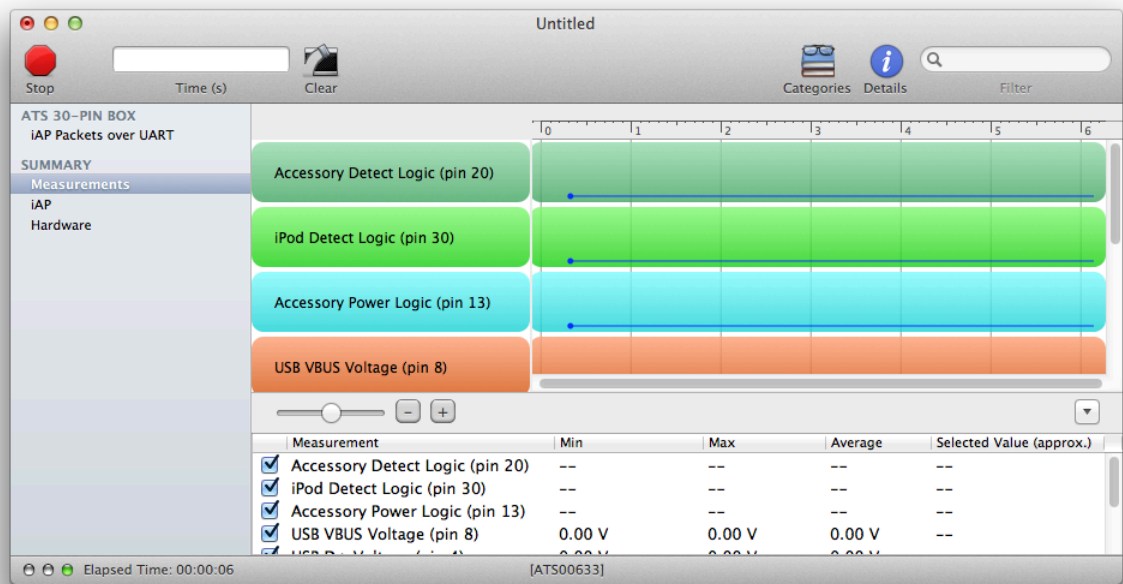 Untitled
Stop
Time (s)
Clear
Categories
Details
Filter
ATS 30-PIN BOX
iAP Packets over UART
SUMMARY
Measurements
iAP
Hardware
0 1 2 3 4 5 6
Accessory Detect Logic (pin 20)
iPod Detect Logic (pin 30)
Accessory Power Logic (pin 13)
USB VBUS Voltage (pin 8)
Measurement Min Max Average Selected Value (approx.)
Accessory Detect Logic (pin 20) -- -- -- --
iPod Detect Logic (pin 30) -- -- -- --
Accessory Power Logic (pin 13) -- -- -- --
USB VBUS Voltage (pin 8) 0.00 V 0.00 V 0.00 V --
Elapsed Time: 00:00:06 [ATS00633]